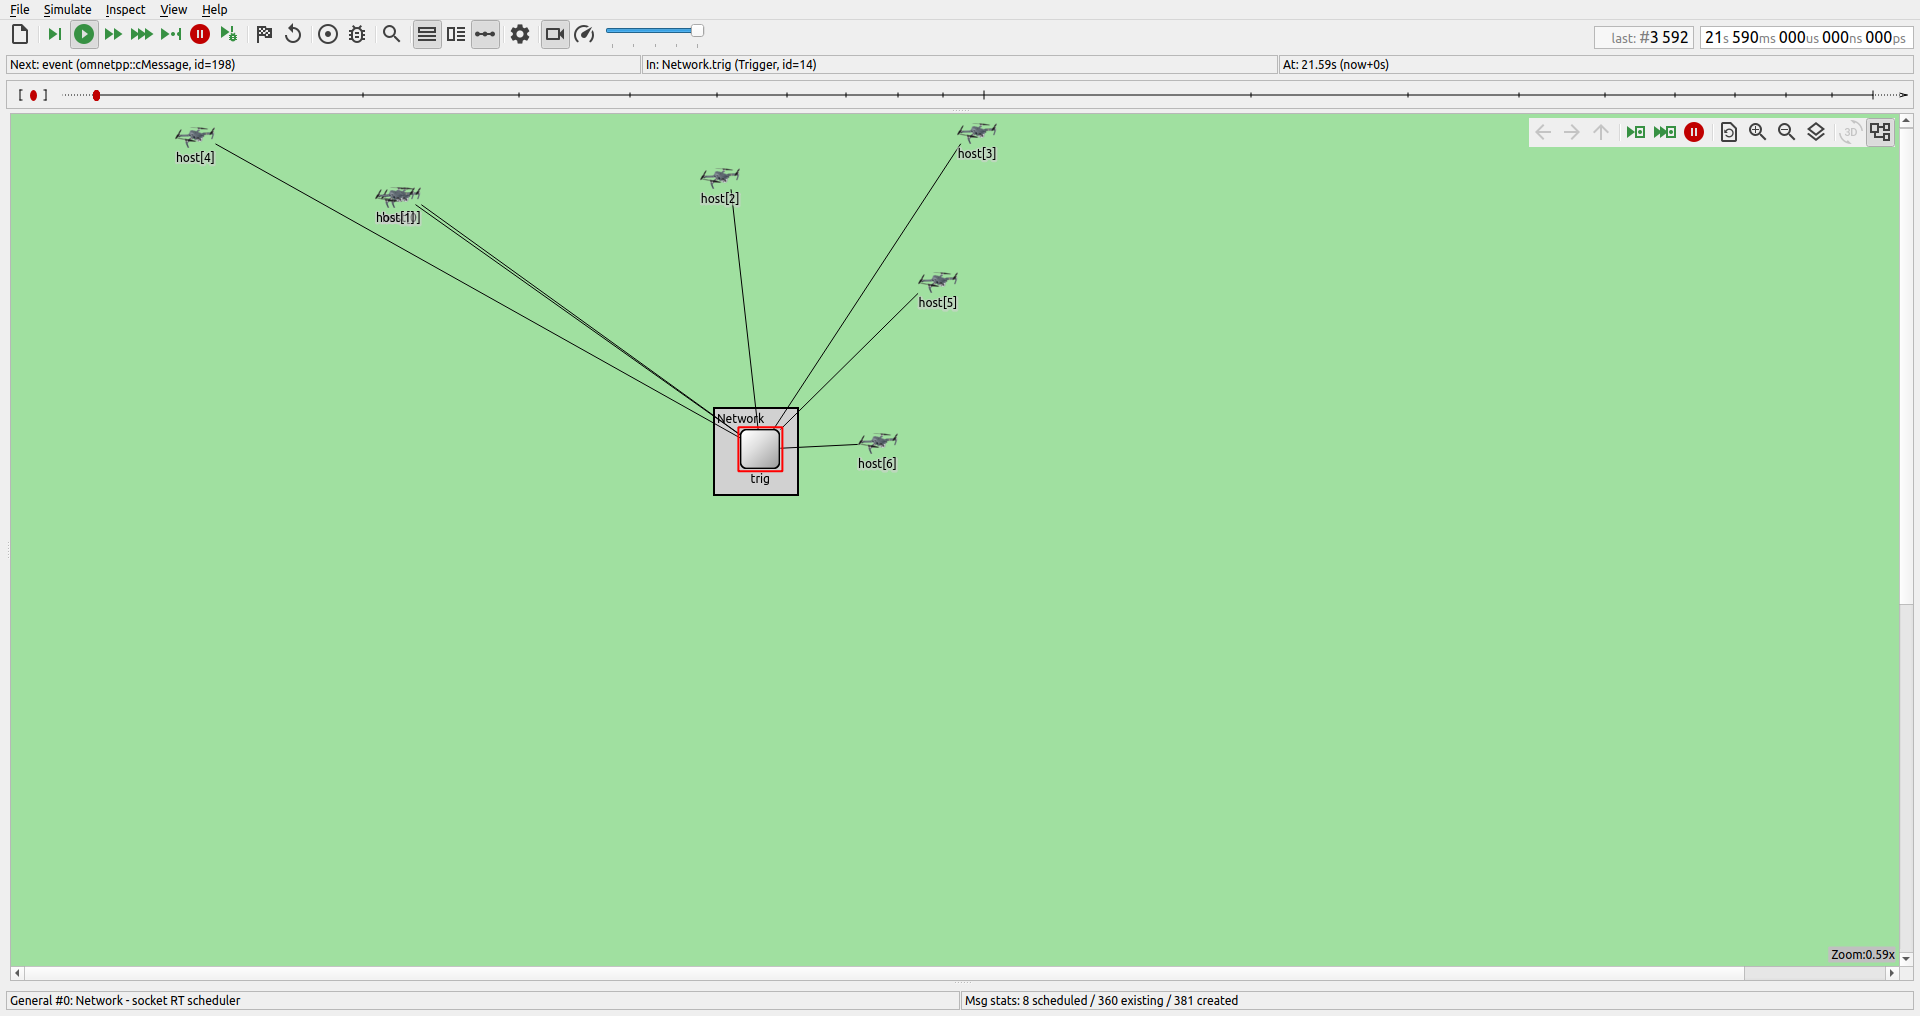 File Simulate Inspect View Help
last: #3 592 21s 590ms 000us 000ns 000ps
Next: event (omnetpp::cMessage, id=198) In: Network.trig (Trigger, id=14) At: 21.59s (now+0s)
host[4]
host[3]
3D
host[2]
host[5]
Network
host[6]
trig
Zoom:0.59x
General #0: Network - socket RT scheduler Msg stats: 8 scheduled / 360 existing / 381 created